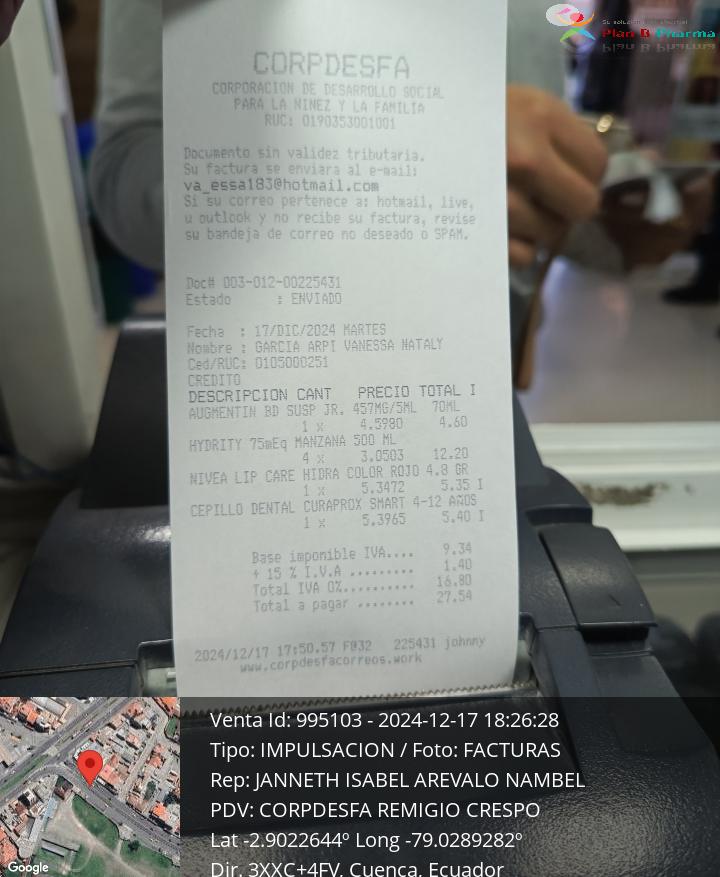 Su solución
Plan B Pharma
CORPDESFA
CORPORACION DE DESARROLLO SOCIAL
PARA LA NINEZ Y LA FAMILIA
RUC: 0190353001001
Documento sin validez tributaria.
Su factura se enviara al e-mail:
va_essa183@hotmail.com
Si su correo pertenece a: hotmail, live,
u outlook y no recibe su factura, revise
su bandeja de correo no deseado o SPAM.
Doc# 003-012-00225431
Estado : ENVIADO
Fecha : 17/DIC/2024 MARTES
Nombre : GARCIA ARPI VANESSA NATALY
Ced/RUC: 0105000251
CREDITO
DESCRIPCION CANT PRECIO TOTAL I
AUGMENTIN BD SUSP JR. 457MG/5ML 70ML
1 x 4.5980 4.60
HYDRITY 75mEq MANZANA 500 ML
4 x 3.0503 12.20
NIVEA LIP CARE HIDRA COLOR ROJO 4.8 GR
1 x 5.3472 5.35 I
CEPILLO DENTAL CURAPROX SMART 4-12 AÑOS
1 x 5.3965 5.40 I
Base imponible IVA.... 9.34
+ 15 % I.V.A ......... 1.40
Total IVA 0%.......... 16.80
Total a pagar ........ 27.54
2024/12/17 17:50.57 F032 225431 johnny
www.corpdesfacorreos.work
Venta Id: 995103 - 2024-12-17 18:26:28
Tipo: IMPULSACION / Foto: FACTURAS
Rep: JANNETH ISABEL AREVALO NAMBEL
PDV: CORPDESFA REMIGIO CRESPO
Lat -2.9022644º Long -79.0289282º
Dir. 3XXC+4FV, Cuenca, Ecuador
Google